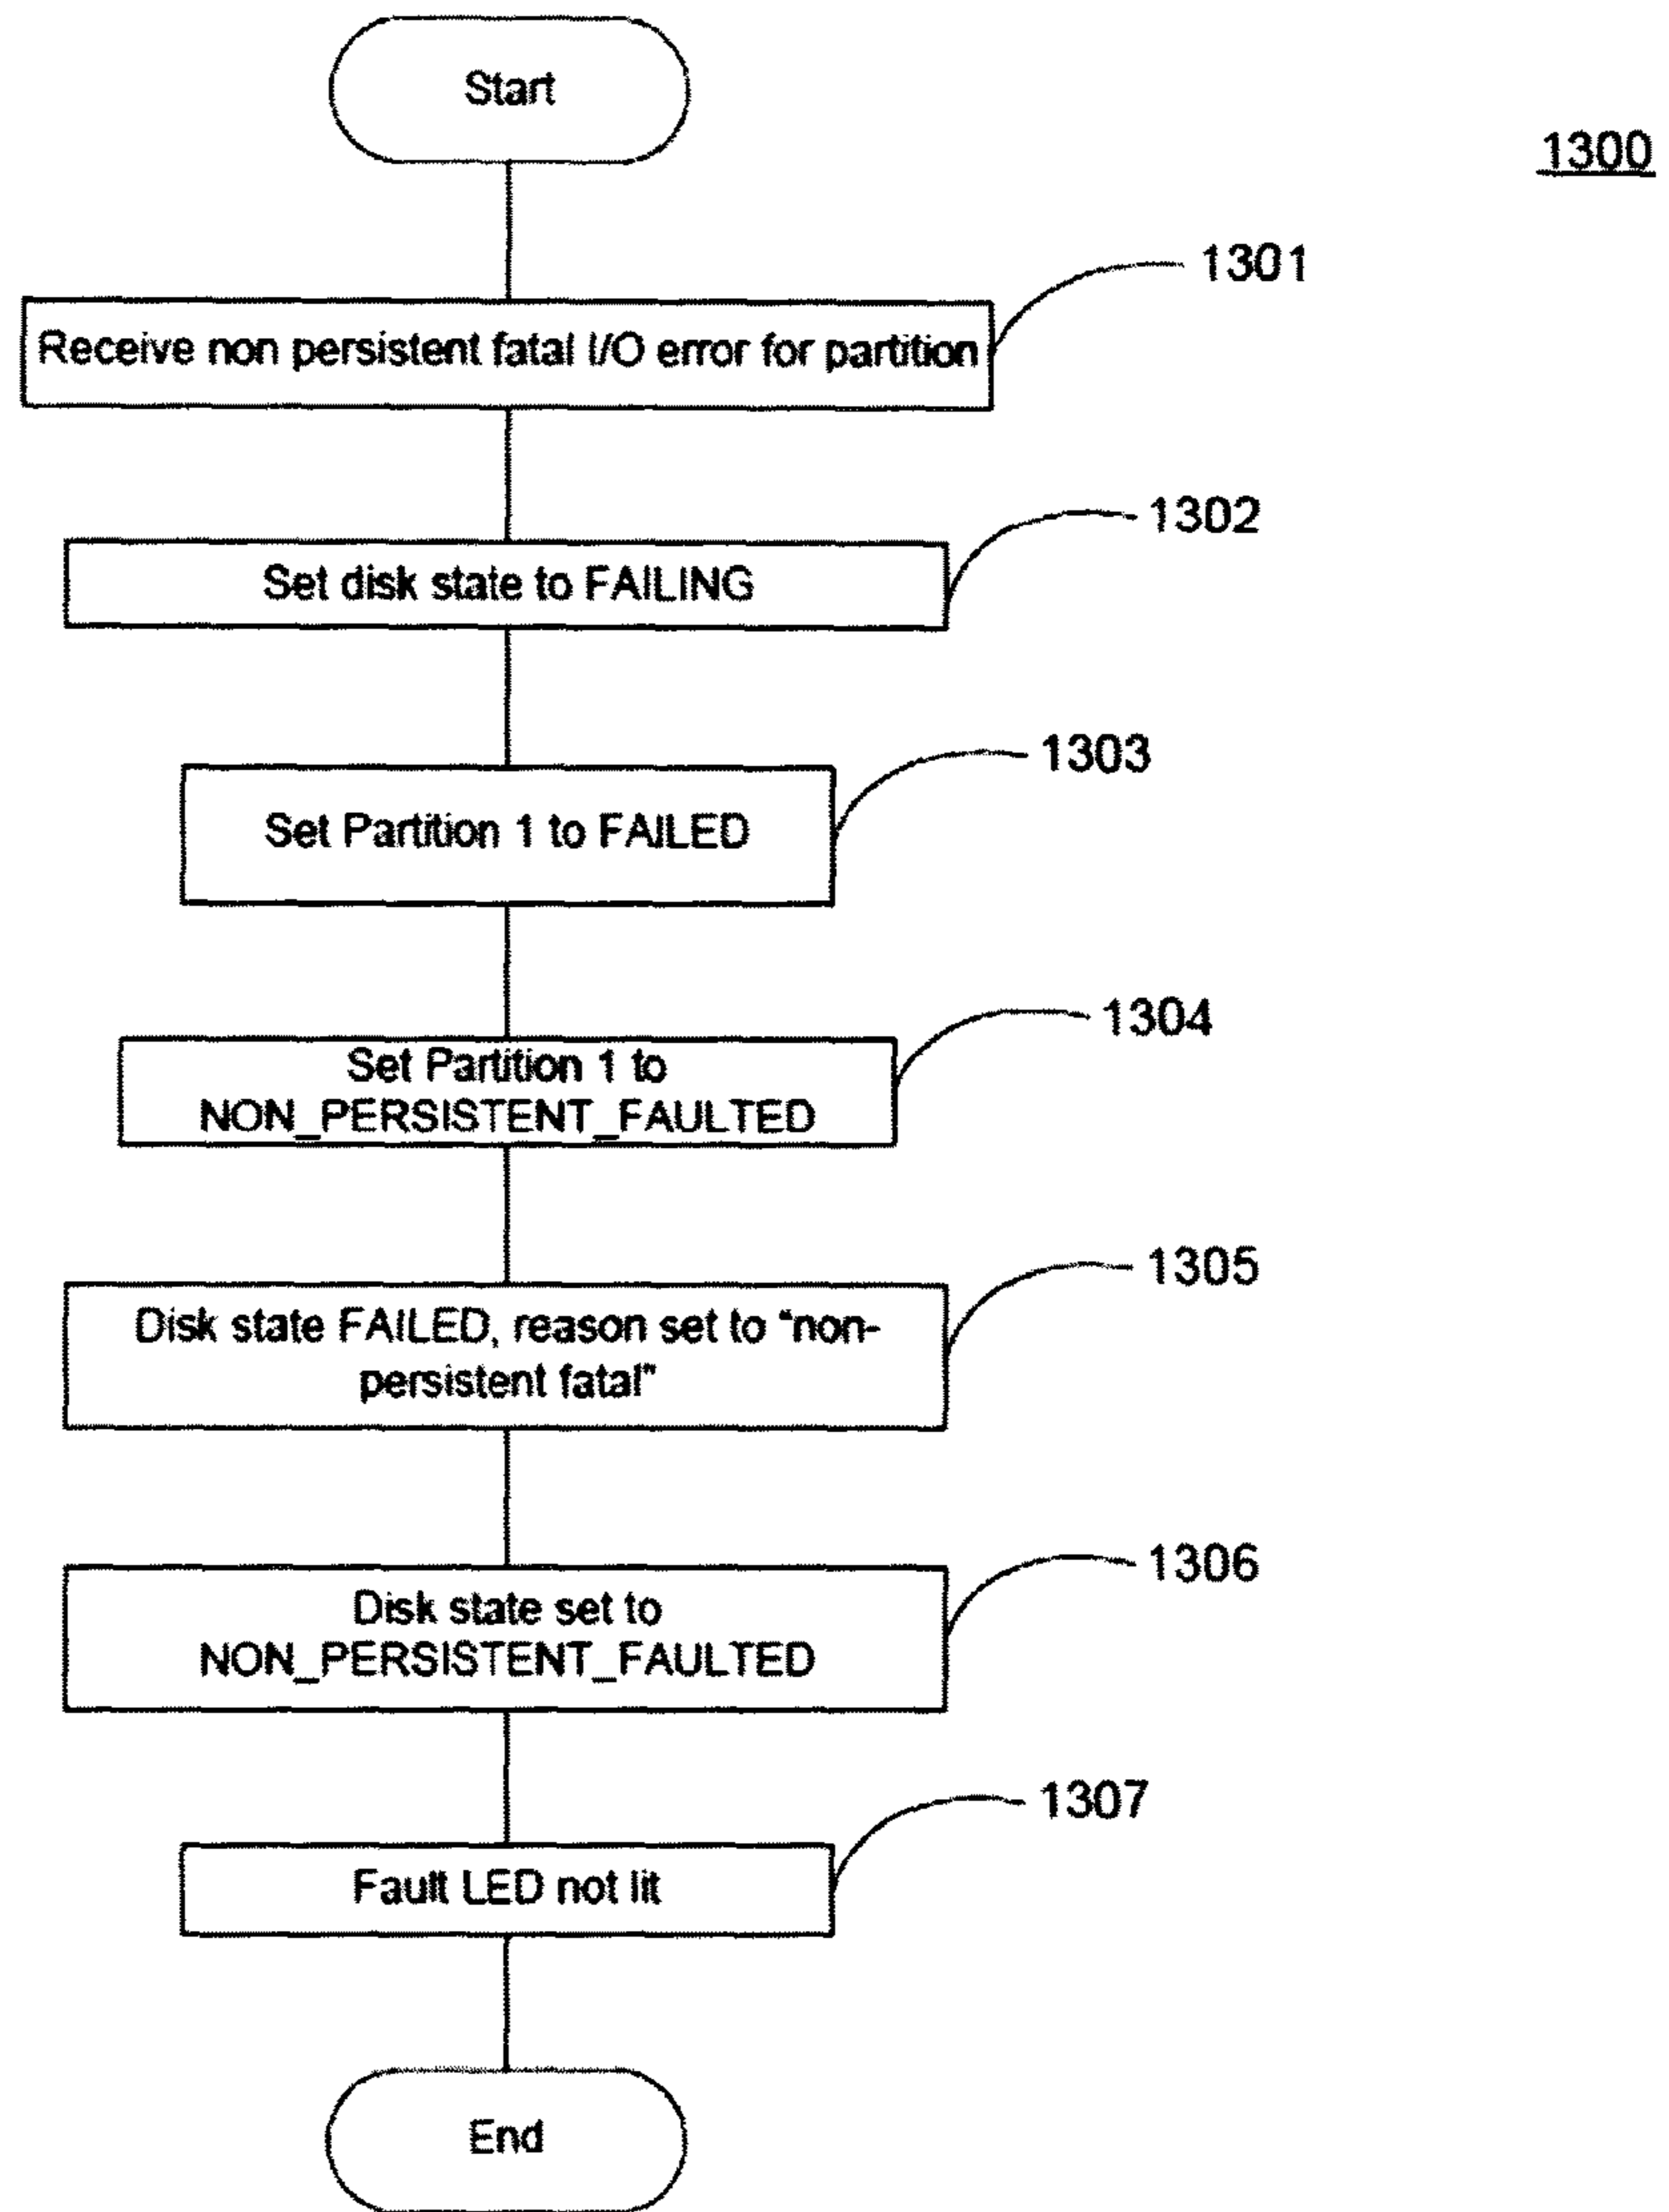 Start
1300
1301
Receive non persistent fatal I/O error for partition
1302
Set disk state to FAILING
1303
Set Partition 1 to FAILED
1304
Set Partition 1 to
NON_PERSISTENT_FAULTED
1305
Disk state FAILED, reason set to “non-
persistent fatal”
1306
Disk state set to
NON_PERSISTENT_FAULTED
1307
Fault LED not lit
End